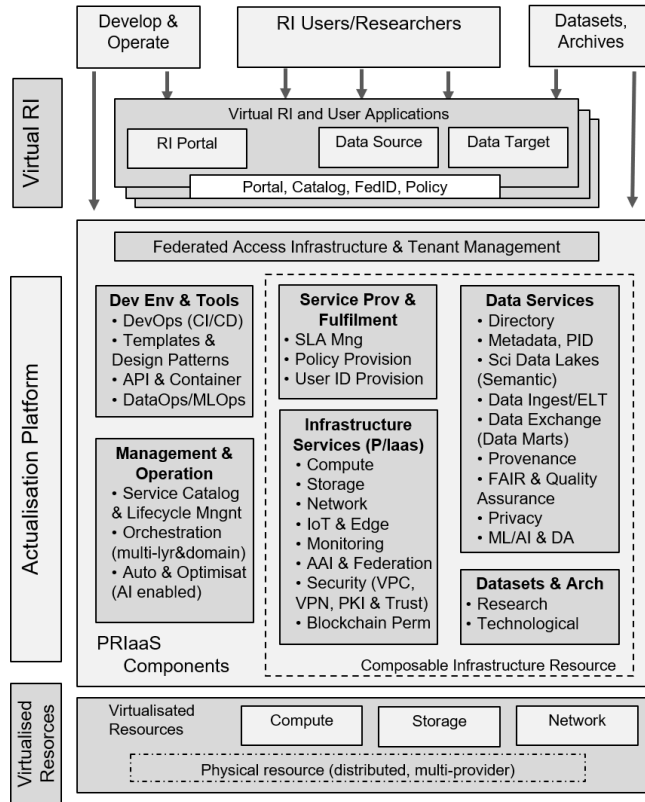 Develop &
Operate
RI Users/Researchers
Datasets,
Archives
Virtual RI
Virtual RI and User Applications
RI Portal
Data Source
Data Target
Portal, Catalog, FedID, Policy
Actualisation Platform
Federated Access Infrastructure & Tenant Management
Dev Env & Tools
• DevOps (CI/CD)
• Templates &
Design Patterns
• API & Container
• DataOps/MLOps
Management &
Operation
• Service Catalog
& Lifecycle Mngnt
• Orchestration
(multi-lyr&domain)
• Auto & Optimisat
(AI enabled)
PRIaaS
Components
Service Prov &
Fulfilment
• SLA Mng
• Policy Provision
• User ID Provision
Infrastructure
Services (P/Iaas)
• Compute
• Storage
• Network
• IoT & Edge
• Monitoring
• AAI & Federation
• Security (VPC,
VPN, PKI & Trust)
• Blockchain Perm
Data Services
• Directory
• Metadata, PID
• Sci Data Lakes
(Semantic)
• Data Ingest/ELT
• Data Exchange
(Data Marts)
• Provenance
• FAIR & Quality
Assurance
• Privacy
• ML/AI & DA
Datasets & Arch
• Research
• Technological
Composable Infrastructure Resource
Virtualised
Resorces
Virtualisated
Resources
Compute
Storage
Network
Physical resource (distributed, multi-provider)